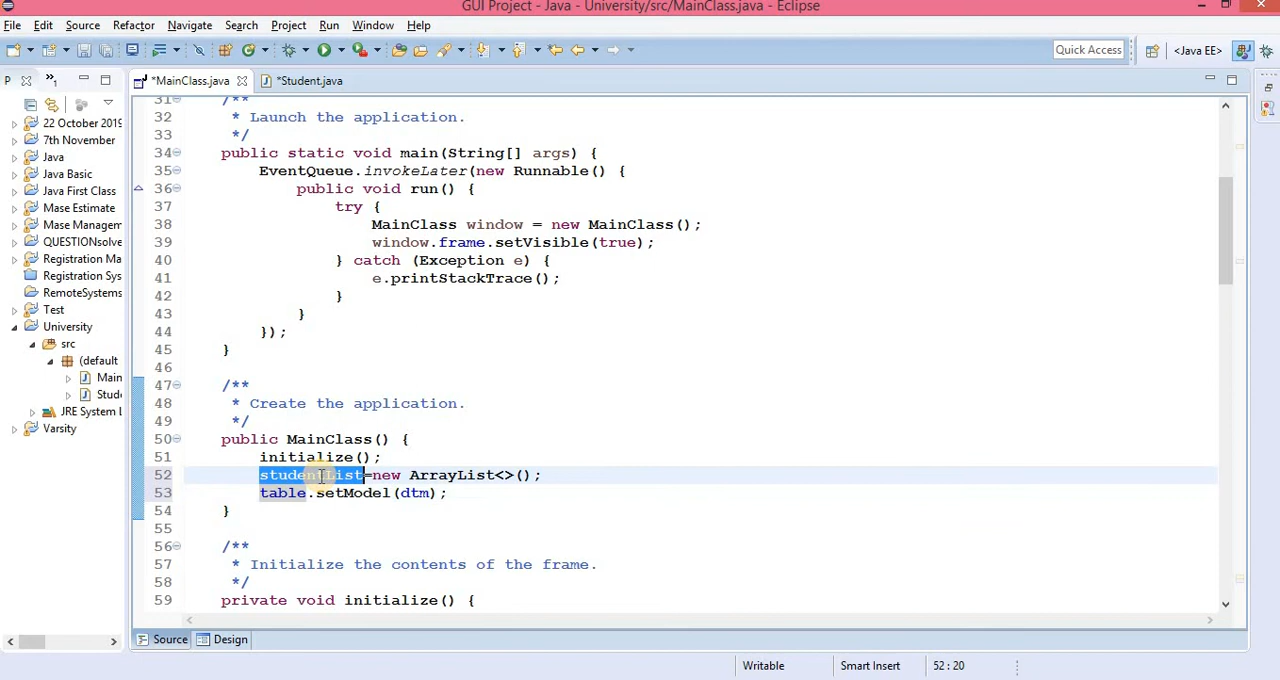 GUI Project - Java - University/src/MainClass.java - Eclipse
File Edit Source Refactor Navigate Search Project Run Window Help
Quick Access
<Java EE>
P
*MainClass.java
*Student.java
22 October 2019
7th November
Java
Java Basic
Java First Class
Mase Estimate
Mase Managem
QUESTIONsolve
Registration Ma
Registration Sys
RemoteSystems
Test
University
src
(default
Main
Stud
JRE System L
Varsity
31 /**
32 * Launch the application.
33 */
34 public static void main(String[] args) {
35 EventQueue.invokeLater(new Runnable() {
36 public void run() {
37 try {
38 MainClass window = new MainClass();
39 window.frame.setVisible(true);
40 } catch (Exception e) {
41 e.printStackTrace();
42 }
43 }
44 });
45 }
46
47 /**
48 * Create the application.
49 */
50 public MainClass() {
51 initialize();
52 studentList=new ArrayList<>();
53 table.setModel(dtm);
54 }
55
56 /**
57 * Initialize the contents of the frame.
58 */
59 private void initialize() {
Source Design
Writable Smart Insert 52 : 20